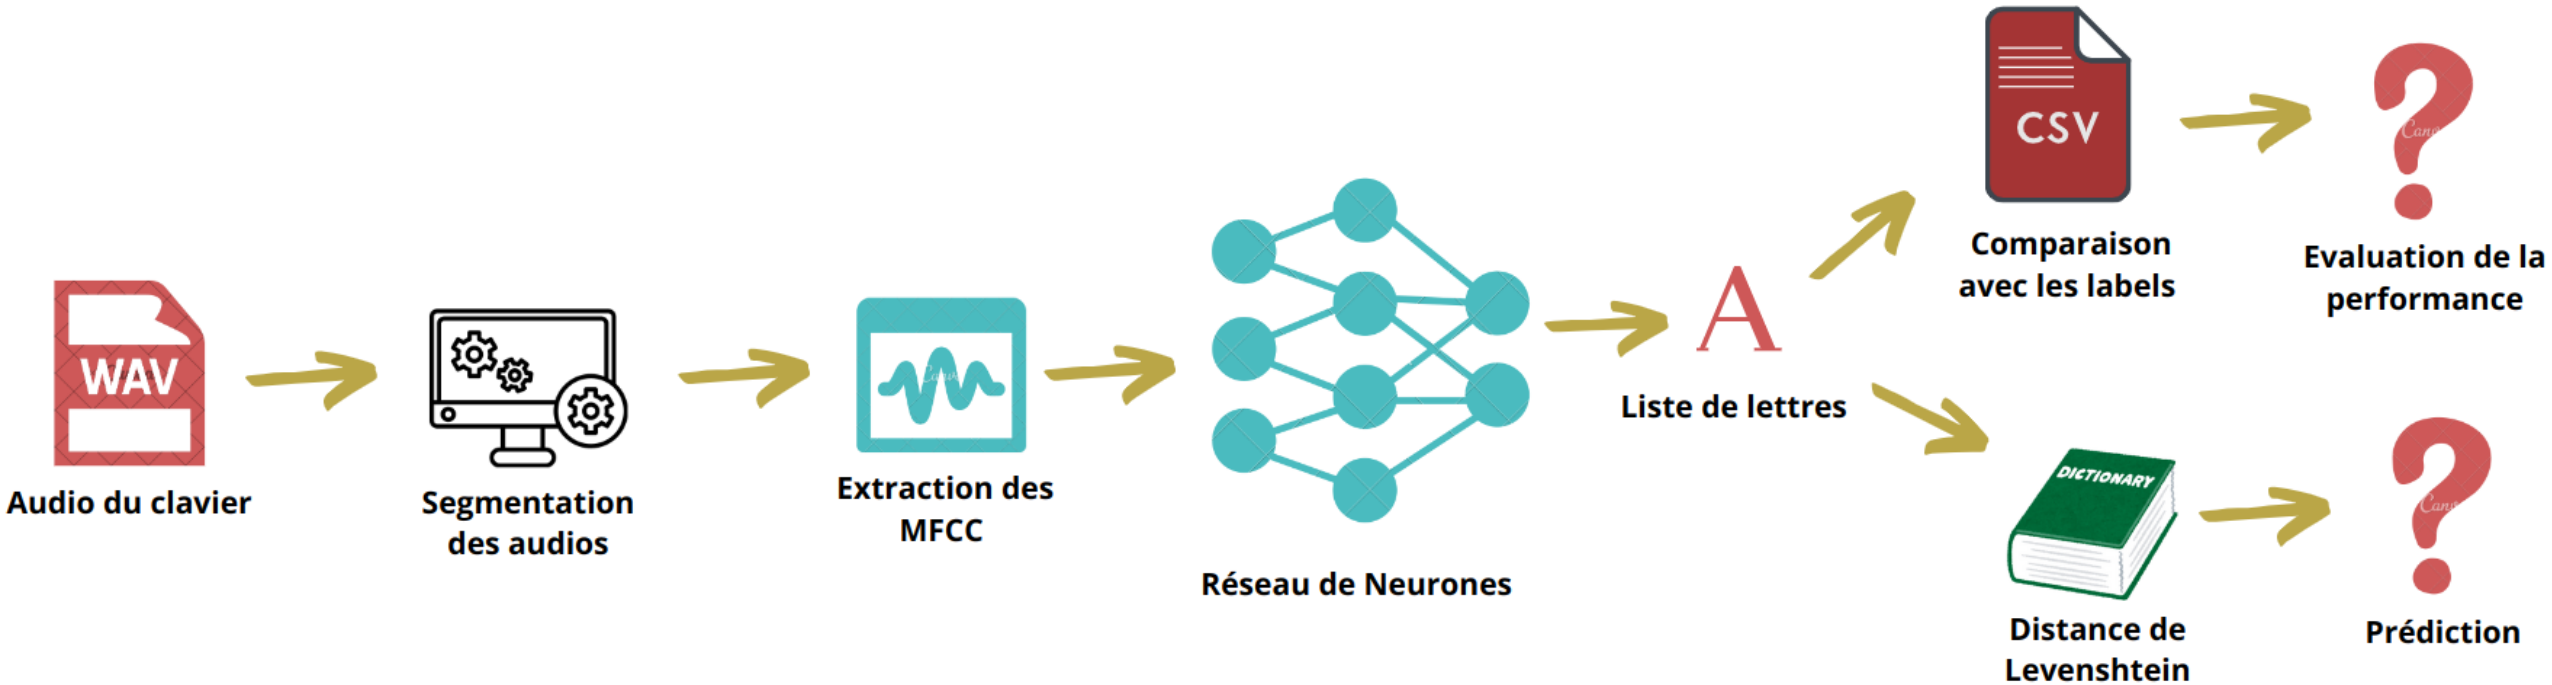 WAV
Audio du clavier
Segmentation
des audios
Extraction des
MFCC
Réseau de Neurones
A
Liste de lettres
CSV
Comparaison
avec les labels
Evaluation de la
performance
DICTIONARY
Distance de
Levenshtein
Prédiction